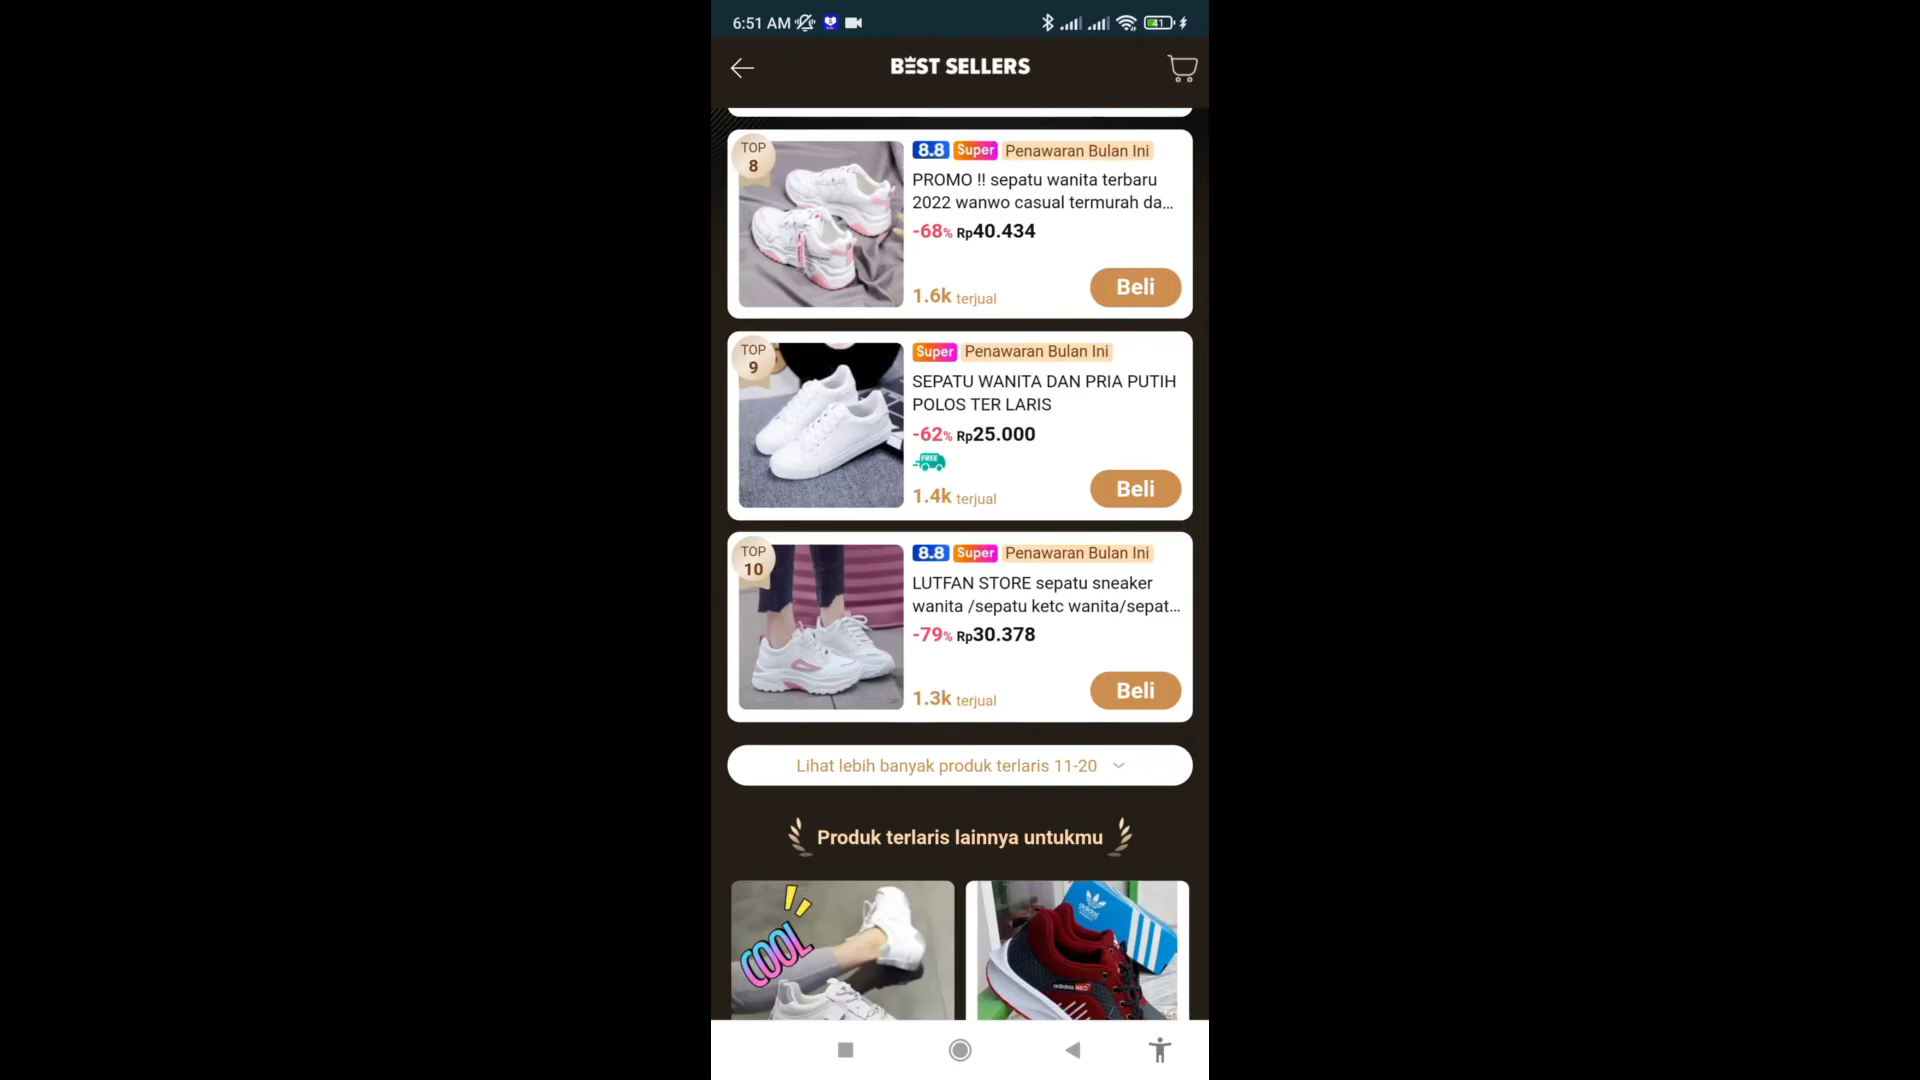 6:51 AM
41
BEST SELLERS
TOP
8
8.8 Super Penawaran Bulan Ini
PROMO !! sepatu wanita terbaru
2022 wanwo casual termurah da...
-68% Rp40.434
1.6k terjual
Beli
TOP
9
Super Penawaran Bulan Ini
SEPATU WANITA DAN PRIA PUTIH
POLOS TER LARIS
-62% Rp25.000
FREE
1.4k terjual
Beli
TOP
10
8.8 Super Penawaran Bulan Ini
LUTFAN STORE sepatu sneaker
wanita /sepatu ketc wanita/sepat...
-79% Rp30.378
1.3k terjual
Beli
Lihat lebih banyak produk terlaris 11-20
Produk terlaris lainnya untukmu
COOL
adidas
adidas NEO